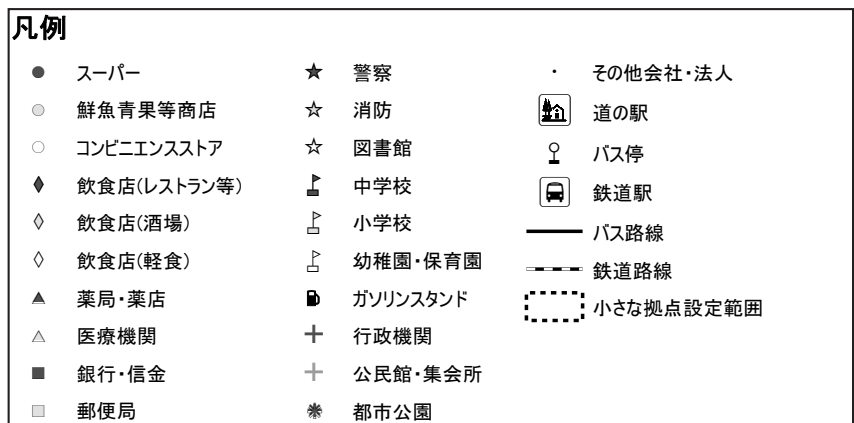 凡例
スーパー
鮮魚青果等商店
コンビニエンスストア
飲食店(レストラン等)
飲食店(酒場)
飲食店(軽食)
薬局・薬店
医療機関
銀行・信金
郵便局
警察
消防
図書館
中学校
小学校
幼稚園・保育園
ガソリンスタンド
行政機関
公民館・集会所
都市公園
その他会社・法人
道の駅
バス停
鉄道駅
バス路線
鉄道路線
小さな拠点設定範囲